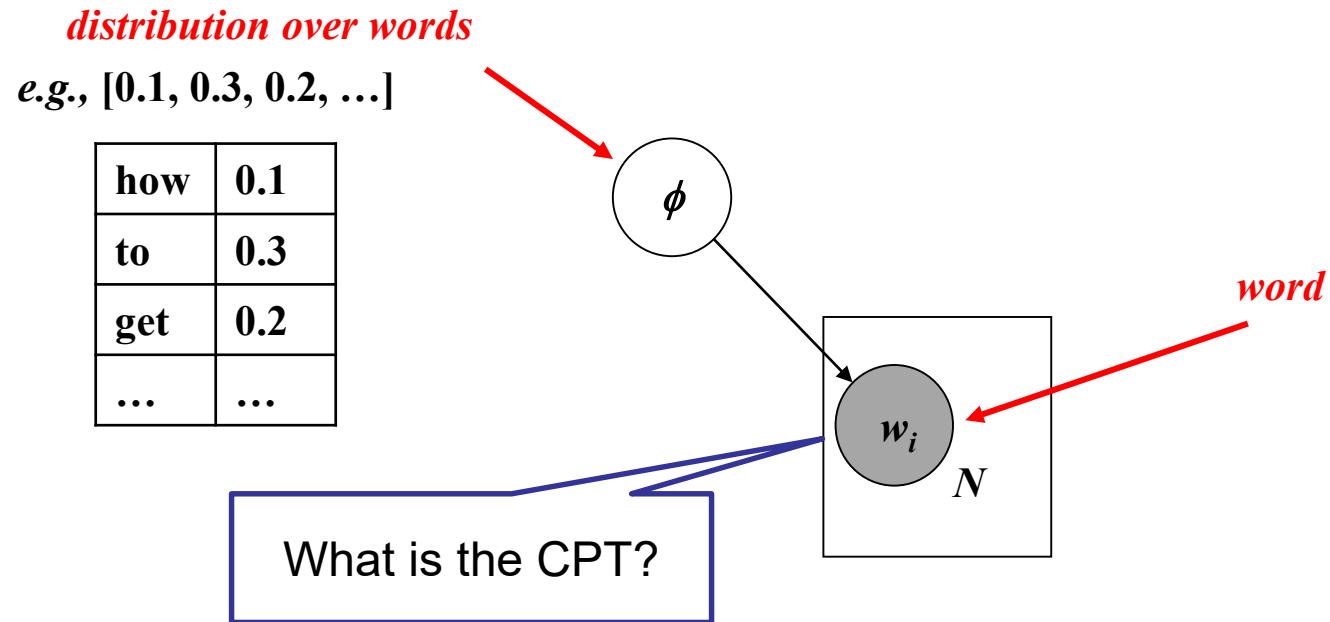 distribution over words
e.g., [0.1, 0.3, 0.2, …]
how 0.1
to 0.3
get 0.2
… …
ϕ
word
w_i
N
What is the CPT?